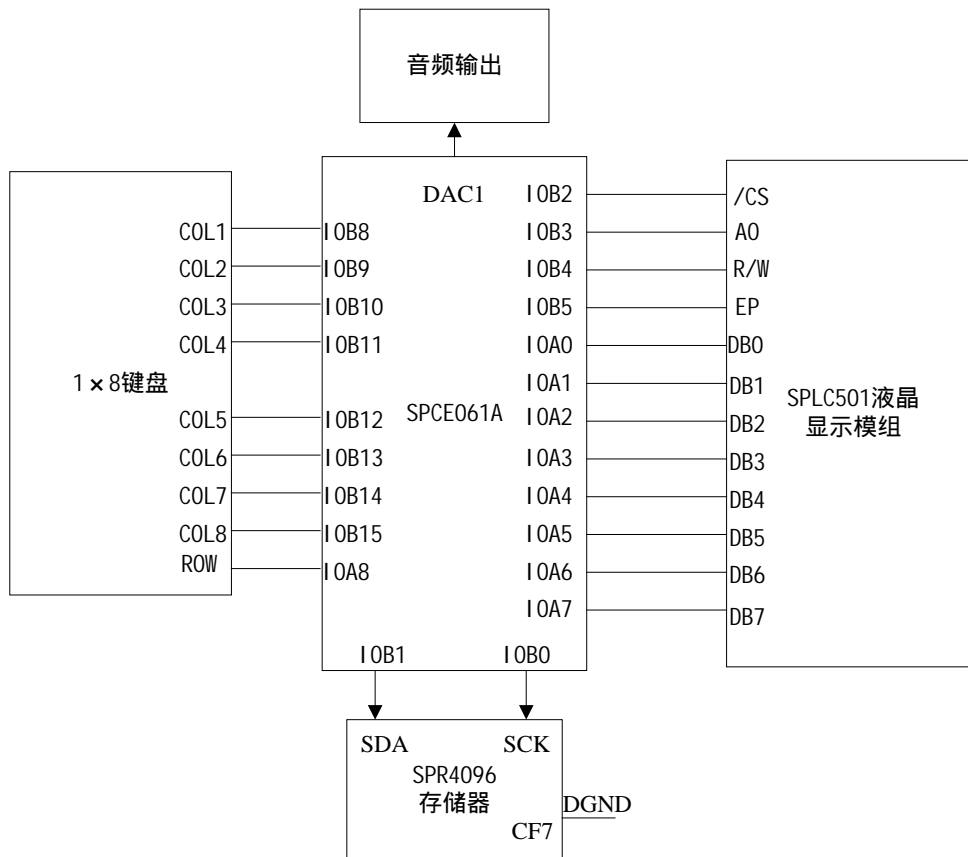 音频输出
DAC1
IOB2
/CS
IOB3
A0
IOB4
R/W
IOB5
EP
IOA0
DB0
IOA1
DB1
IOA2
DB2
IOA3
DB3
IOA4
DB4
IOA5
DB5
IOA6
DB6
IOA7
DB7
COL1
IOB8
COL2
IOB9
COL3
IOB10
COL4
IOB11
1×8键盘
COL5
IOB12
COL6
IOB13
COL7
IOB14
COL8
IOB15
ROW
IOA8
SPCE061A
SPLC501液晶
显示模组
IOB1
IOB0
SDA
SCK
SPR4096
存储器
DGND
CF7